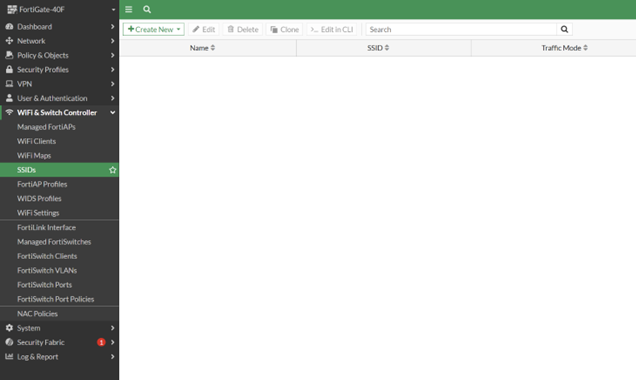 FortiGate-40F
Dashboard
Network
Policy & Objects
Security Profiles
VPN
User & Authentication
WiFi & Switch Controller
Managed FortiAPs
WiFi Clients
WiFi Maps
SSIDs
FortiAP Profiles
WIDS Profiles
WiFi Settings
FortiLink Interface
Managed FortiSwitches
FortiSwitch Clients
FortiSwitch VLANs
FortiSwitch Ports
FortiSwitch Port Policies
NAC Policies
System
Security Fabric 1
Log & Report
+ Create New Edit Delete Clone >_ Edit in CLI Search
Name SSID Traffic Mode